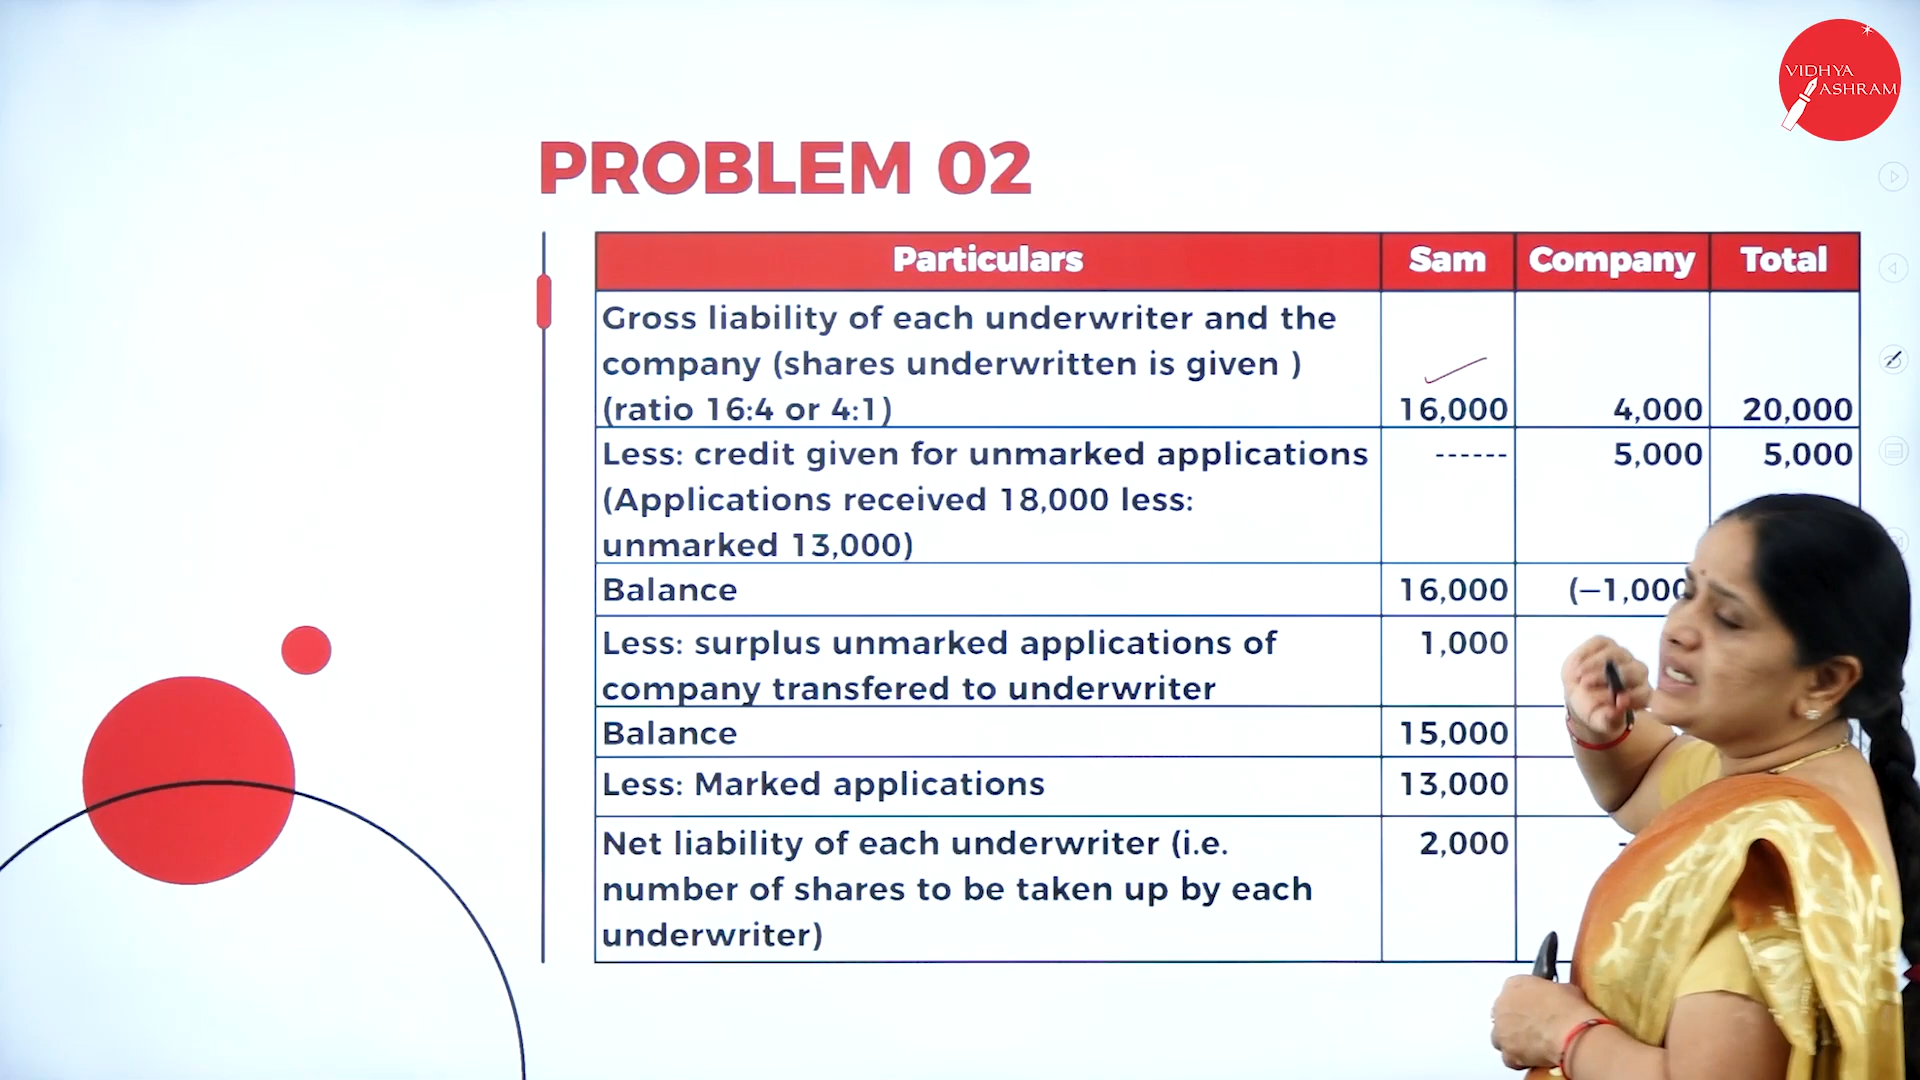 VIDHYA
ASHRAM
PROBLEM 02
Particulars Sam Company Total
Gross liability of each underwriter and the
company (shares underwritten is given )
(ratio 16:4 or 4:1) 16,000 4,000 20,000
Less: credit given for unmarked applications ------ 5,000 5,000
(Applications received 18,000 less:
unmarked 13,000)
Balance 16,000 (–1,000
Less: surplus unmarked applications of 1,000
company transfered to underwriter
Balance 15,000
Less: Marked applications 13,000
Net liability of each underwriter (i.e. 2,000 -
number of shares to be taken up by each
underwriter)